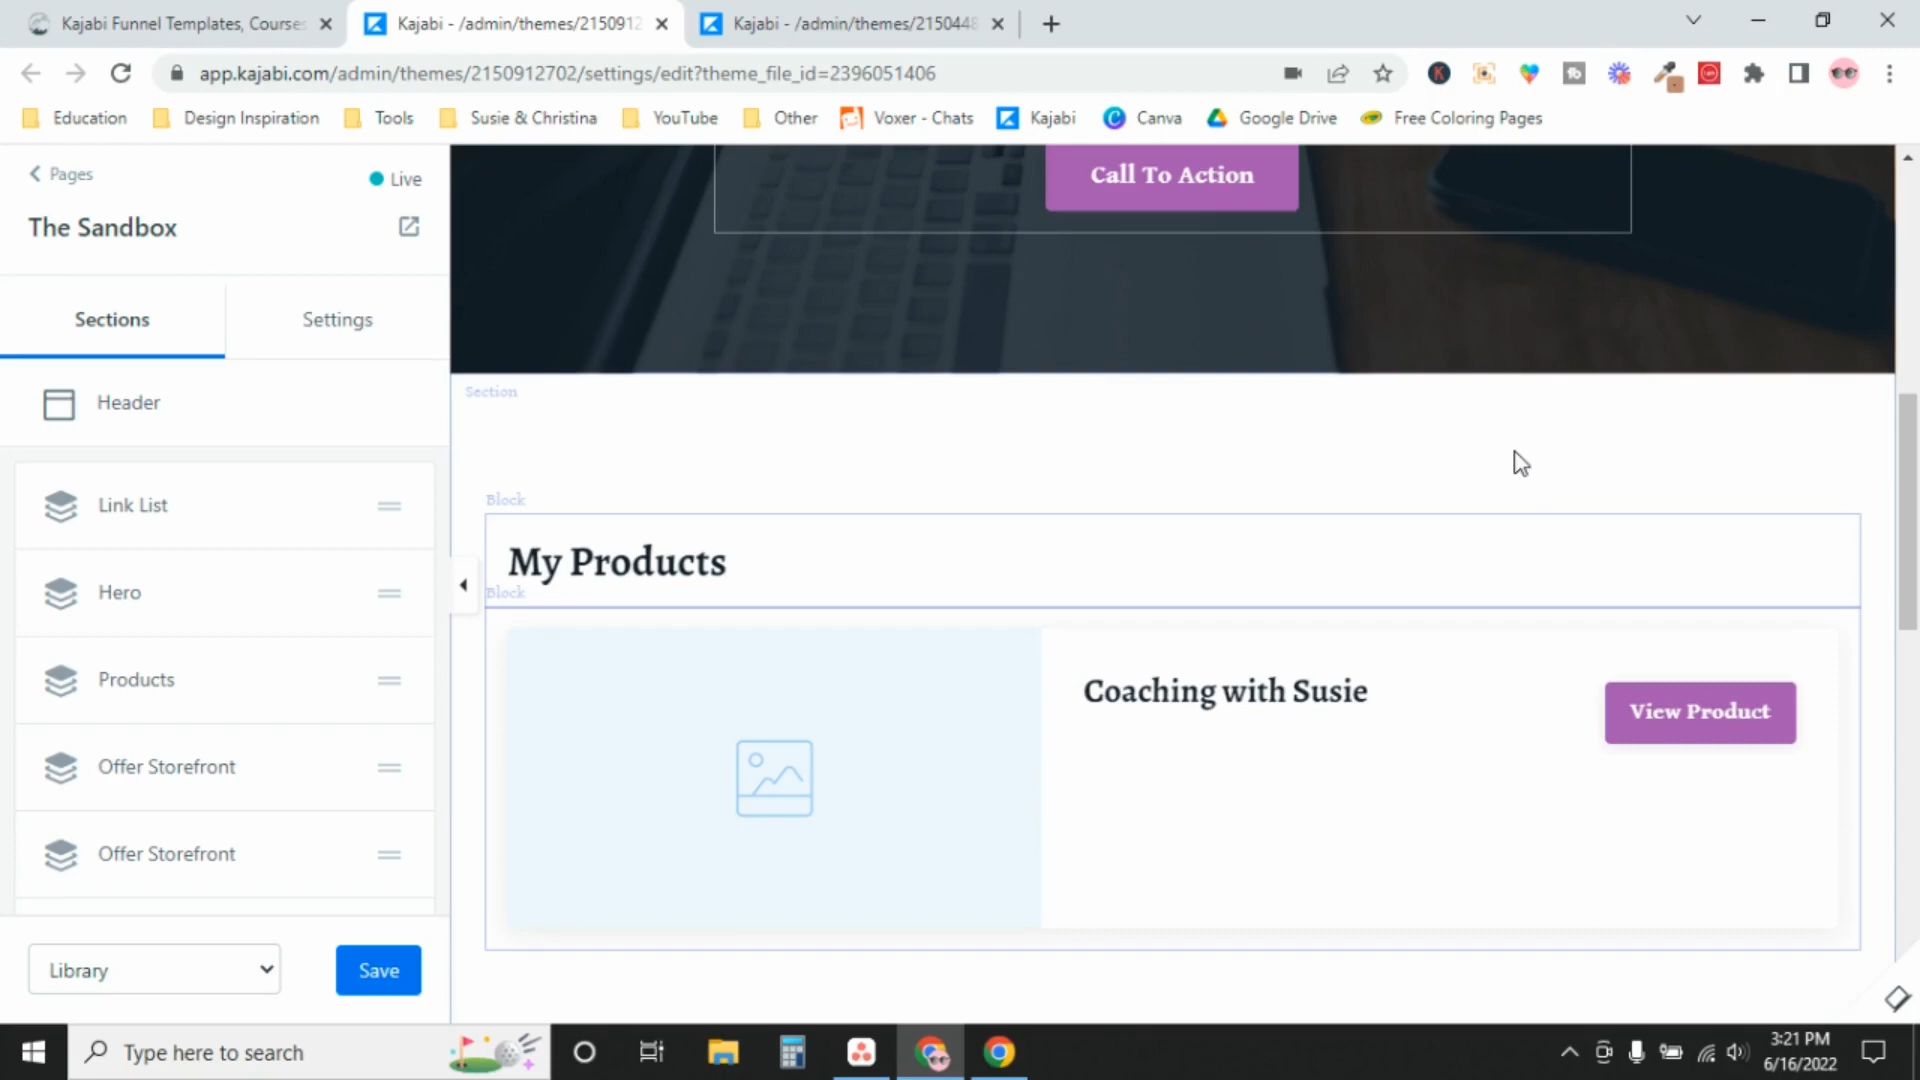 Kajabi Funnel Templates, Courses
Kajabi - /admin/themes/2150912
Kajabi - /admin/themes/2150448
app.kajabi.com/admin/themes/2150912702/settings/edit?theme_file_id=2396051406
Education
Design Inspiration
Tools
Susie & Christina
YouTube
Other
Voxer - Chats
Kajabi
Canva
Google Drive
Free Coloring Pages
Pages
Live
The Sandbox
Sections
Settings
Header
Link List
Hero
Products
Offer Storefront
Offer Storefront
Library
Save
Call To Action
Section
Block
My Products
Block
Coaching with Susie
View Product
Type here to search
3:21 PM
6/16/2022